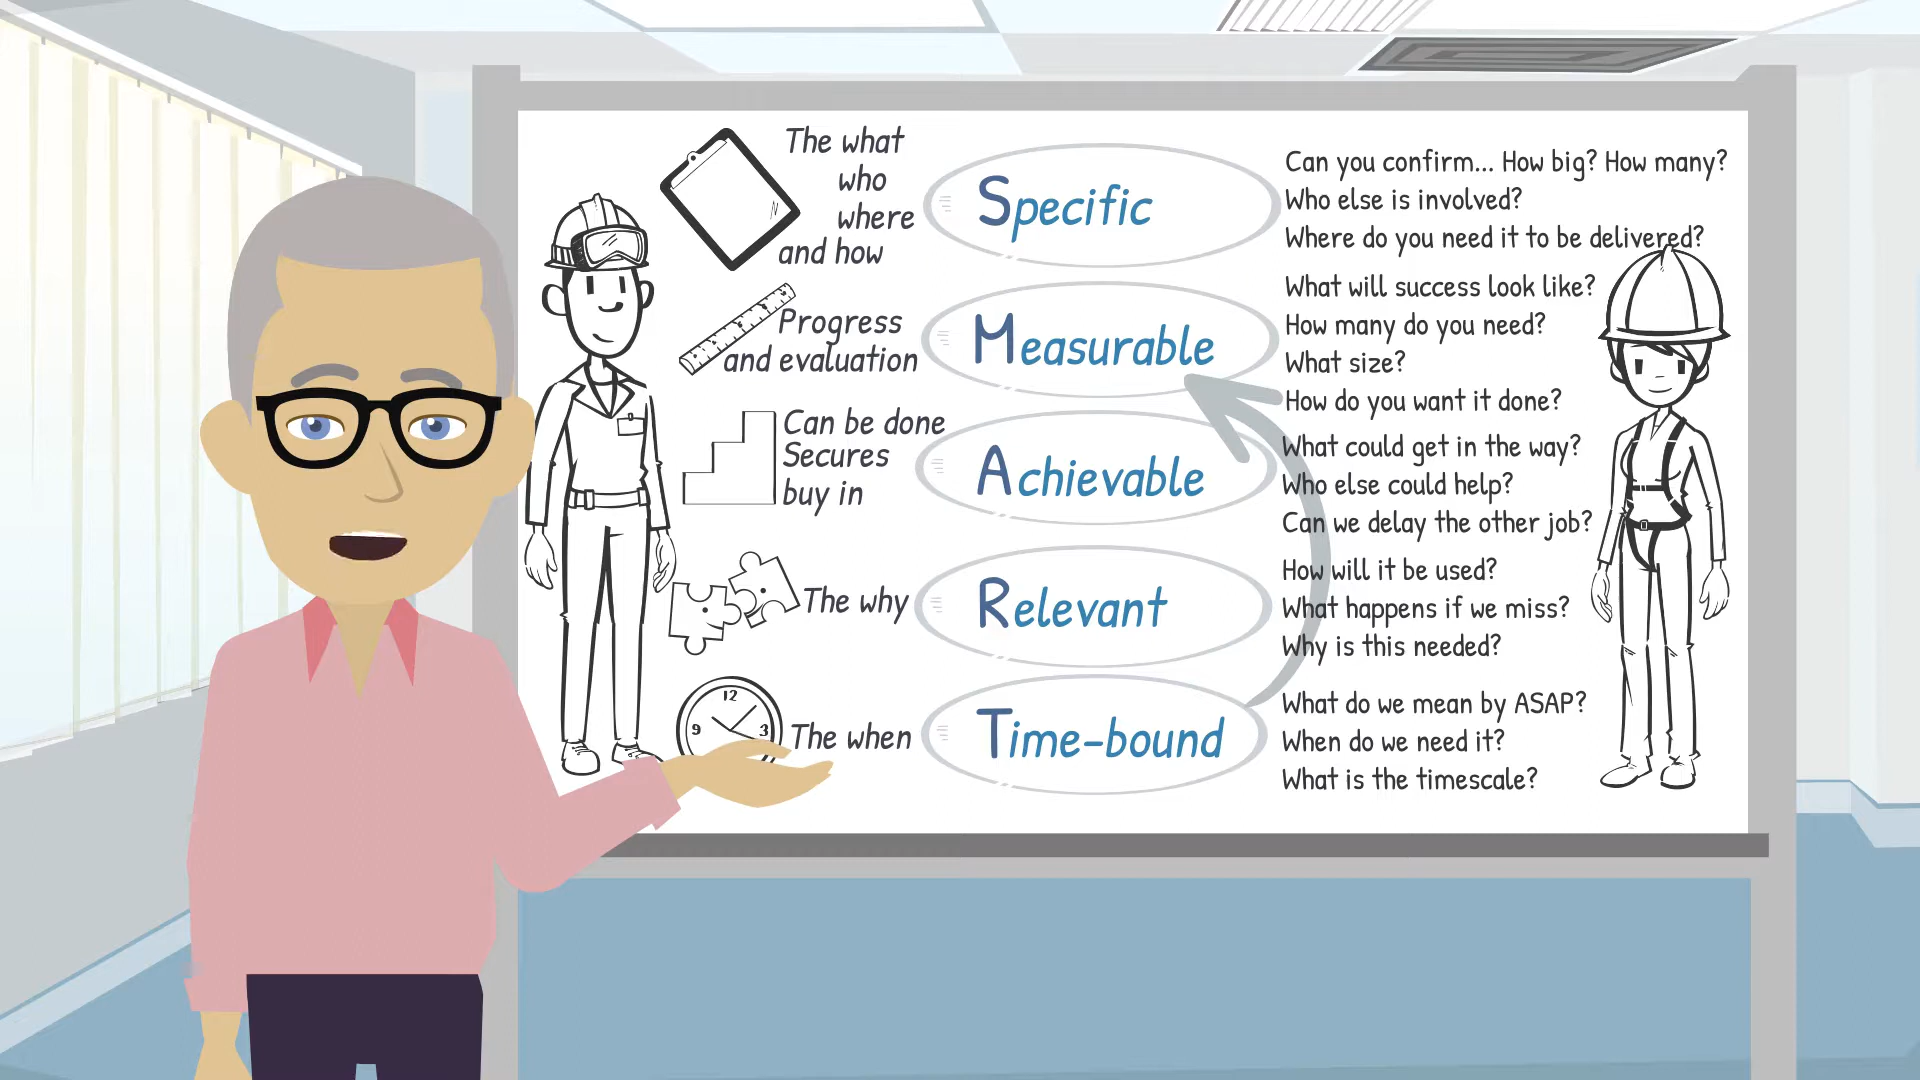 The what
who
where
and how
Specific
Can you confirm... How big? How many?
Who else is involved?
Where do you need it to be delivered?
Progress
and evaluation
Measurable
What will success look like?
How many do you need?
What size?
How do you want it done?
Can be done
Secures
buy in
Achievable
What could get in the way?
Who else could help?
Can we delay the other job?
The why
Relevant
How will it be used?
What happens if we miss?
Why is this needed?
12
9
3
The when
Time-bound
What do we mean by ASAP?
When do we need it?
What is the timescale?